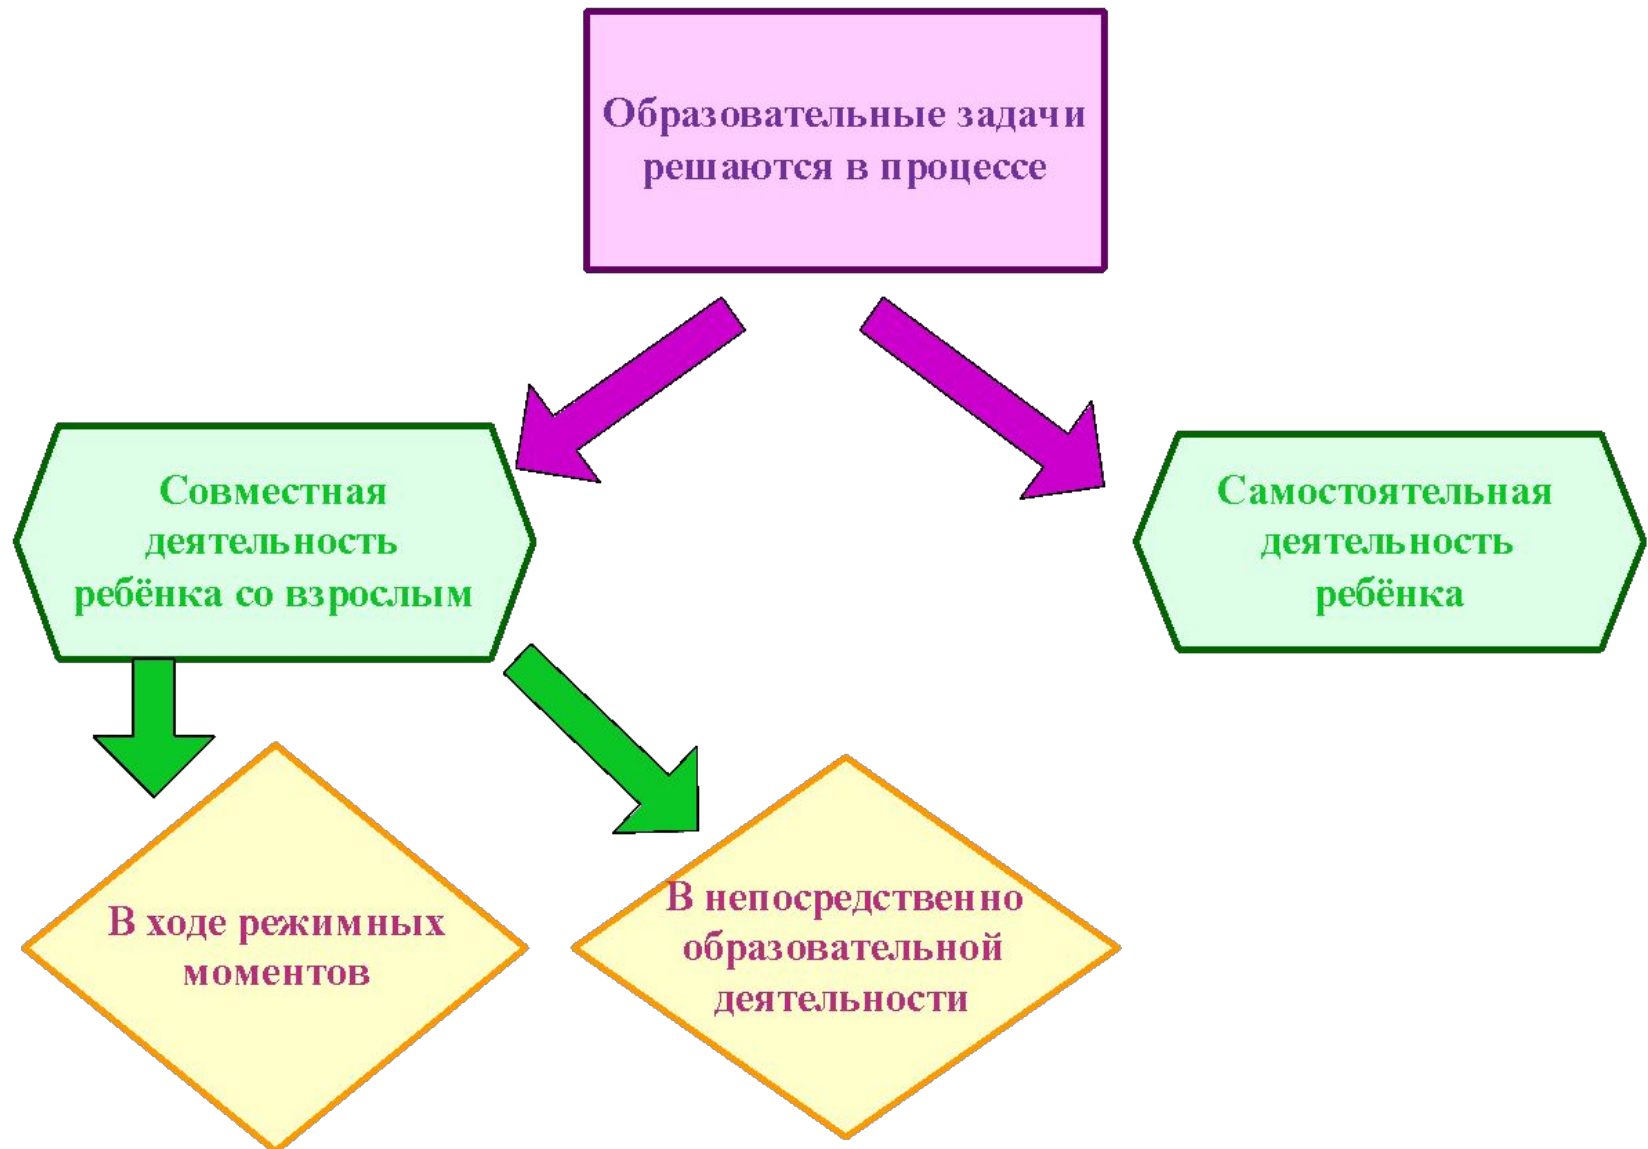 Образовательные задачи
решаются в процессе
Совместная
деятельность
ребёнка со взрослым
Самостоятельная
деятельность
ребёнка
В ходе режимных
моментов
В непосредственно
образовательной
деятельности